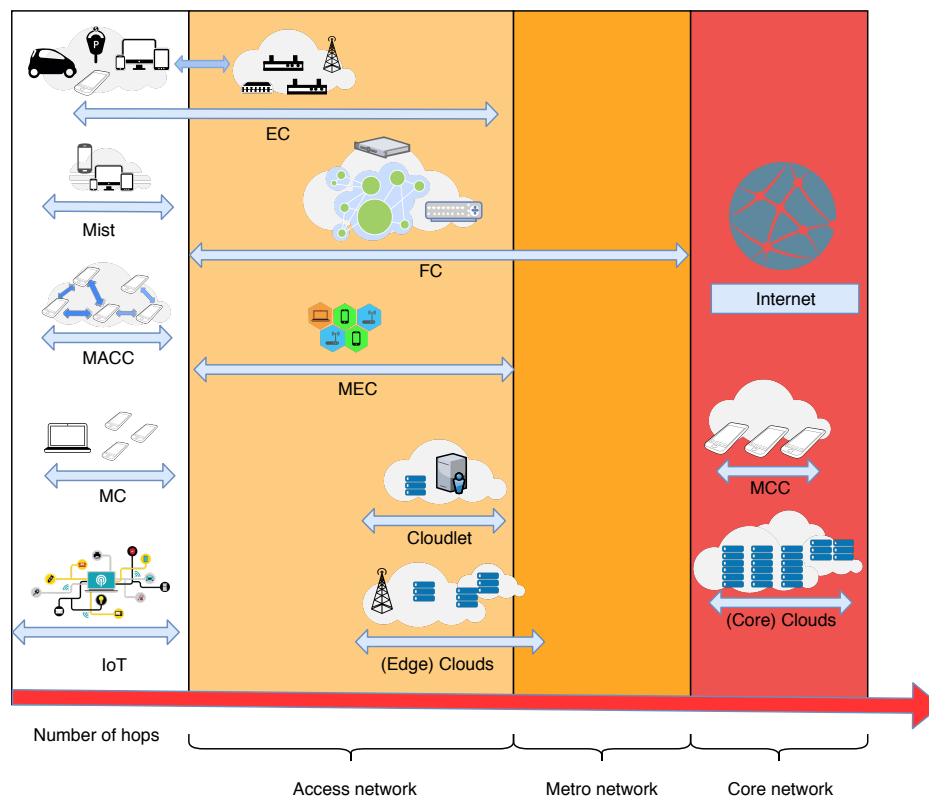 P
EC
Mist
FC
Internet
MACC
MEC
MC
MCC
Cloudlet
(Core) Clouds
IoT
(Edge) Clouds
Number of hops
Access network
Metro network
Core network